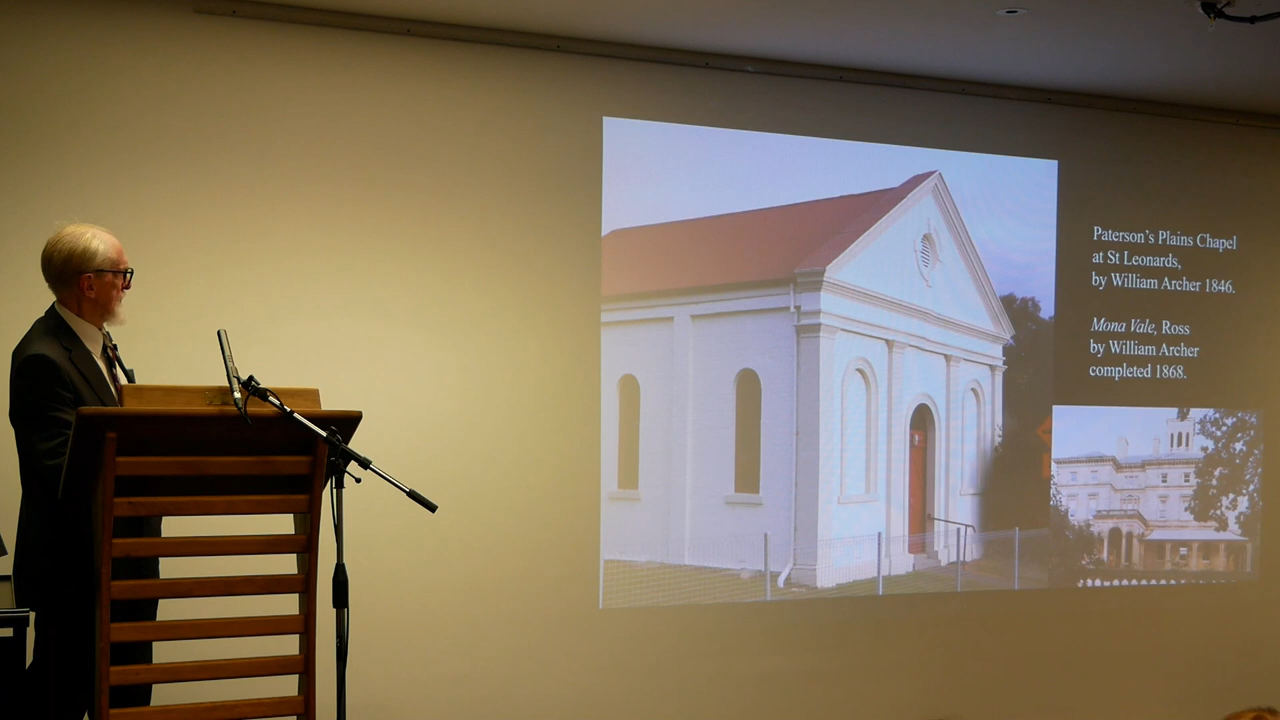 Paterson's Plains Chapel
at St Leonards,
by William Archer 1846.
Mona Vale, Ross
by William Archer
completed 1868.